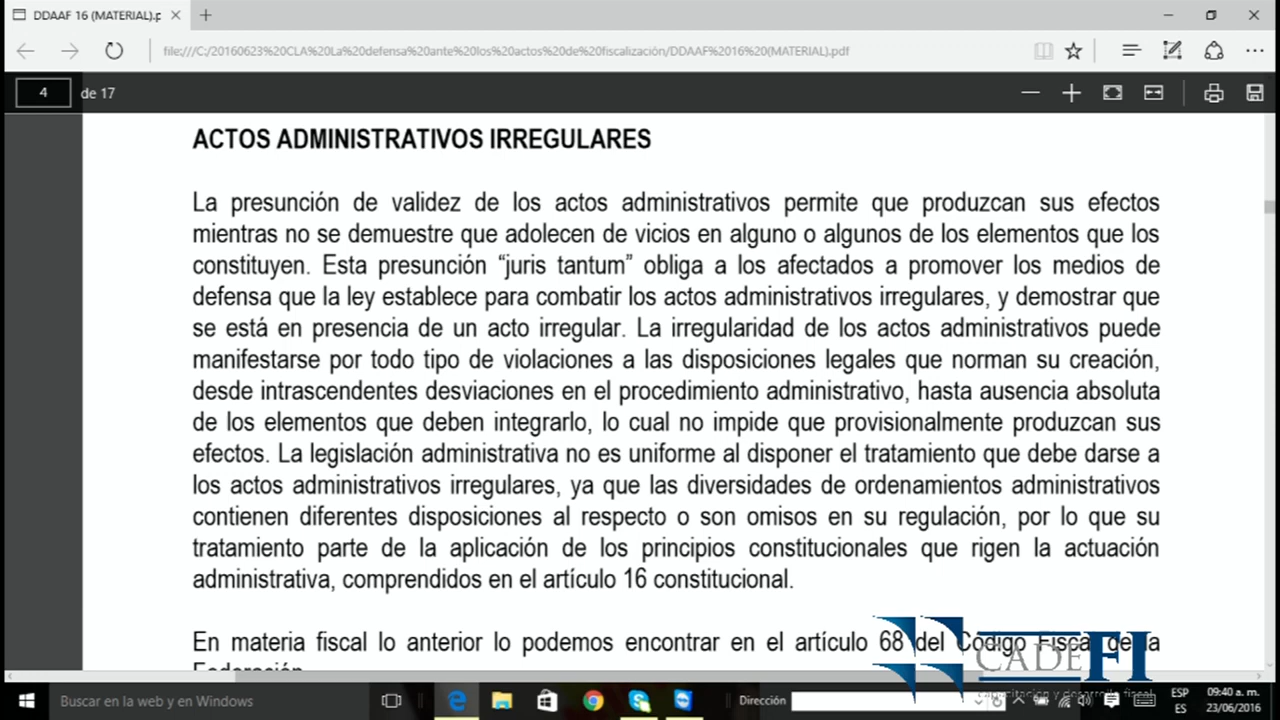 DDAAF 16 (MATERIAL).p
file:///C:/20160623%20CLA%20La%20defensa%20ante%20los%20actos%20de%20fiscalización/DDAAF%2016%20(MATERIAL).pdf
4 de 17
ACTOS ADMINISTRATIVOS IRREGULARES
La presunción de validez de los actos administrativos permite que produzcan sus efectos
mientras no se demuestre que adolecen de vicios en alguno o algunos de los elementos que los
constituyen. Esta presunción “juris tantum” obliga a los afectados a promover los medios de
defensa que la ley establece para combatir los actos administrativos irregulares, y demostrar que
se está en presencia de un acto irregular. La irregularidad de los actos administrativos puede
manifestarse por todo tipo de violaciones a las disposiciones legales que norman su creación,
desde intrascendentes desviaciones en el procedimiento administrativo, hasta ausencia absoluta
de los elementos que deben integrarlo, lo cual no impide que provisionalmente produzcan sus
efectos. La legislación administrativa no es uniforme al disponer el tratamiento que debe darse a
los actos administrativos irregulares, ya que las diversidades de ordenamientos administrativos
contienen diferentes disposiciones al respecto o son omisos en su regulación, por lo que su
tratamiento parte de la aplicación de los principios constitucionales que rigen la actuación
administrativa, comprendidos en el artículo 16 constitucional.
En materia fiscal lo anterior lo podemos encontrar en el artículo 68 del Código Fiscal de la
Federación
CADEFI
capacitación y desarrollo fiscal
Buscar en la web y en Windows
Dirección
ESP
ES
09:40 a. m.
23/06/2016